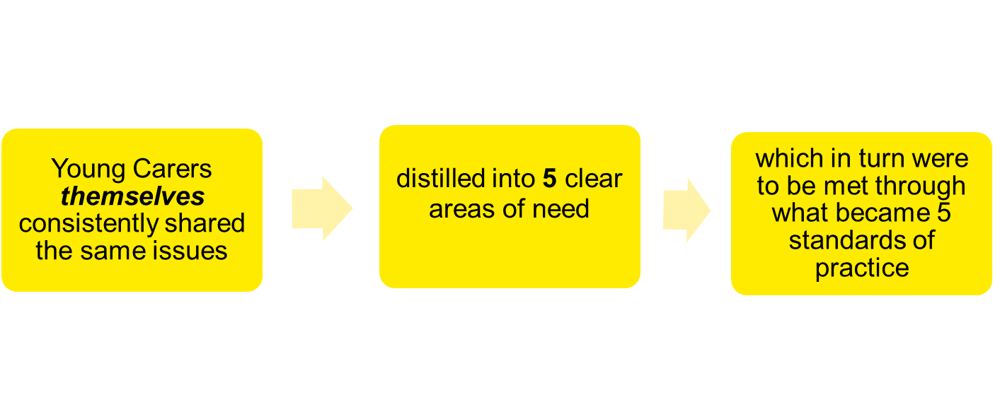 Young Carers
themselves
consistently shared
the same issues
distilled into 5 clear
areas of need
which in turn were
to be met through
what became 5
standards of
practice